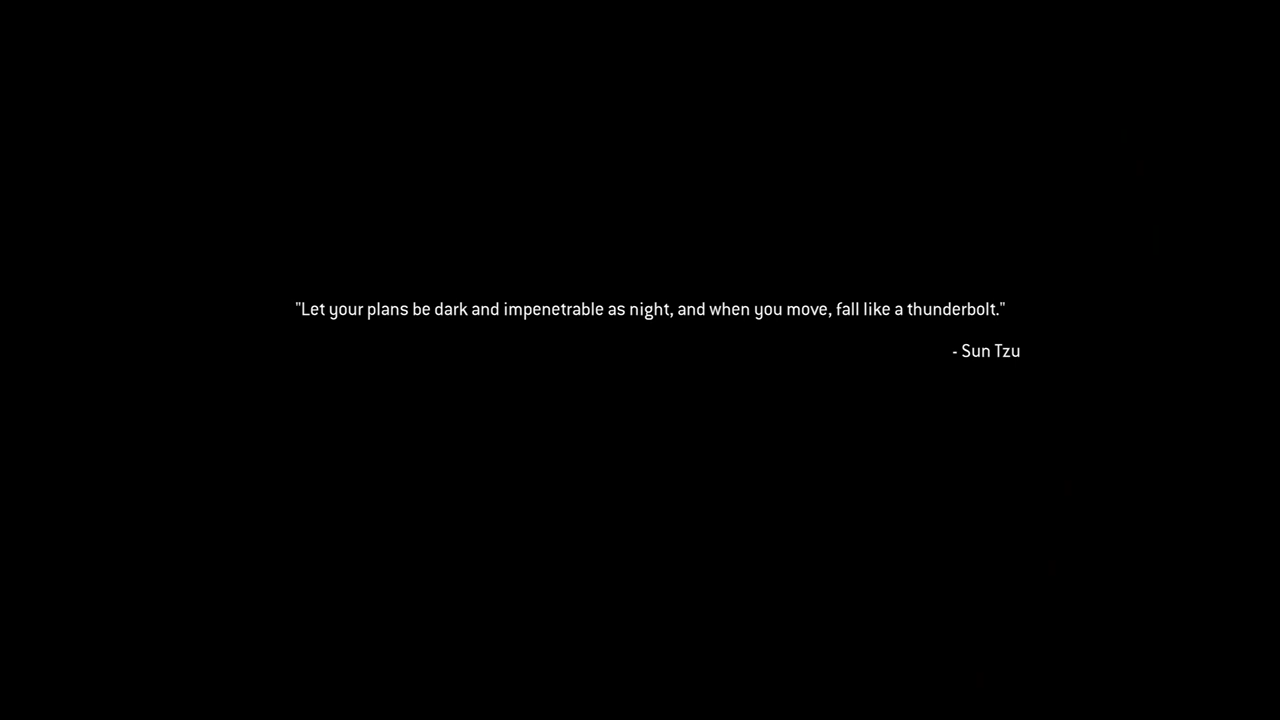 "Let your plans be dark and impenetrable as night, and when you move, fall like a thunderbolt."
- Sun Tzu